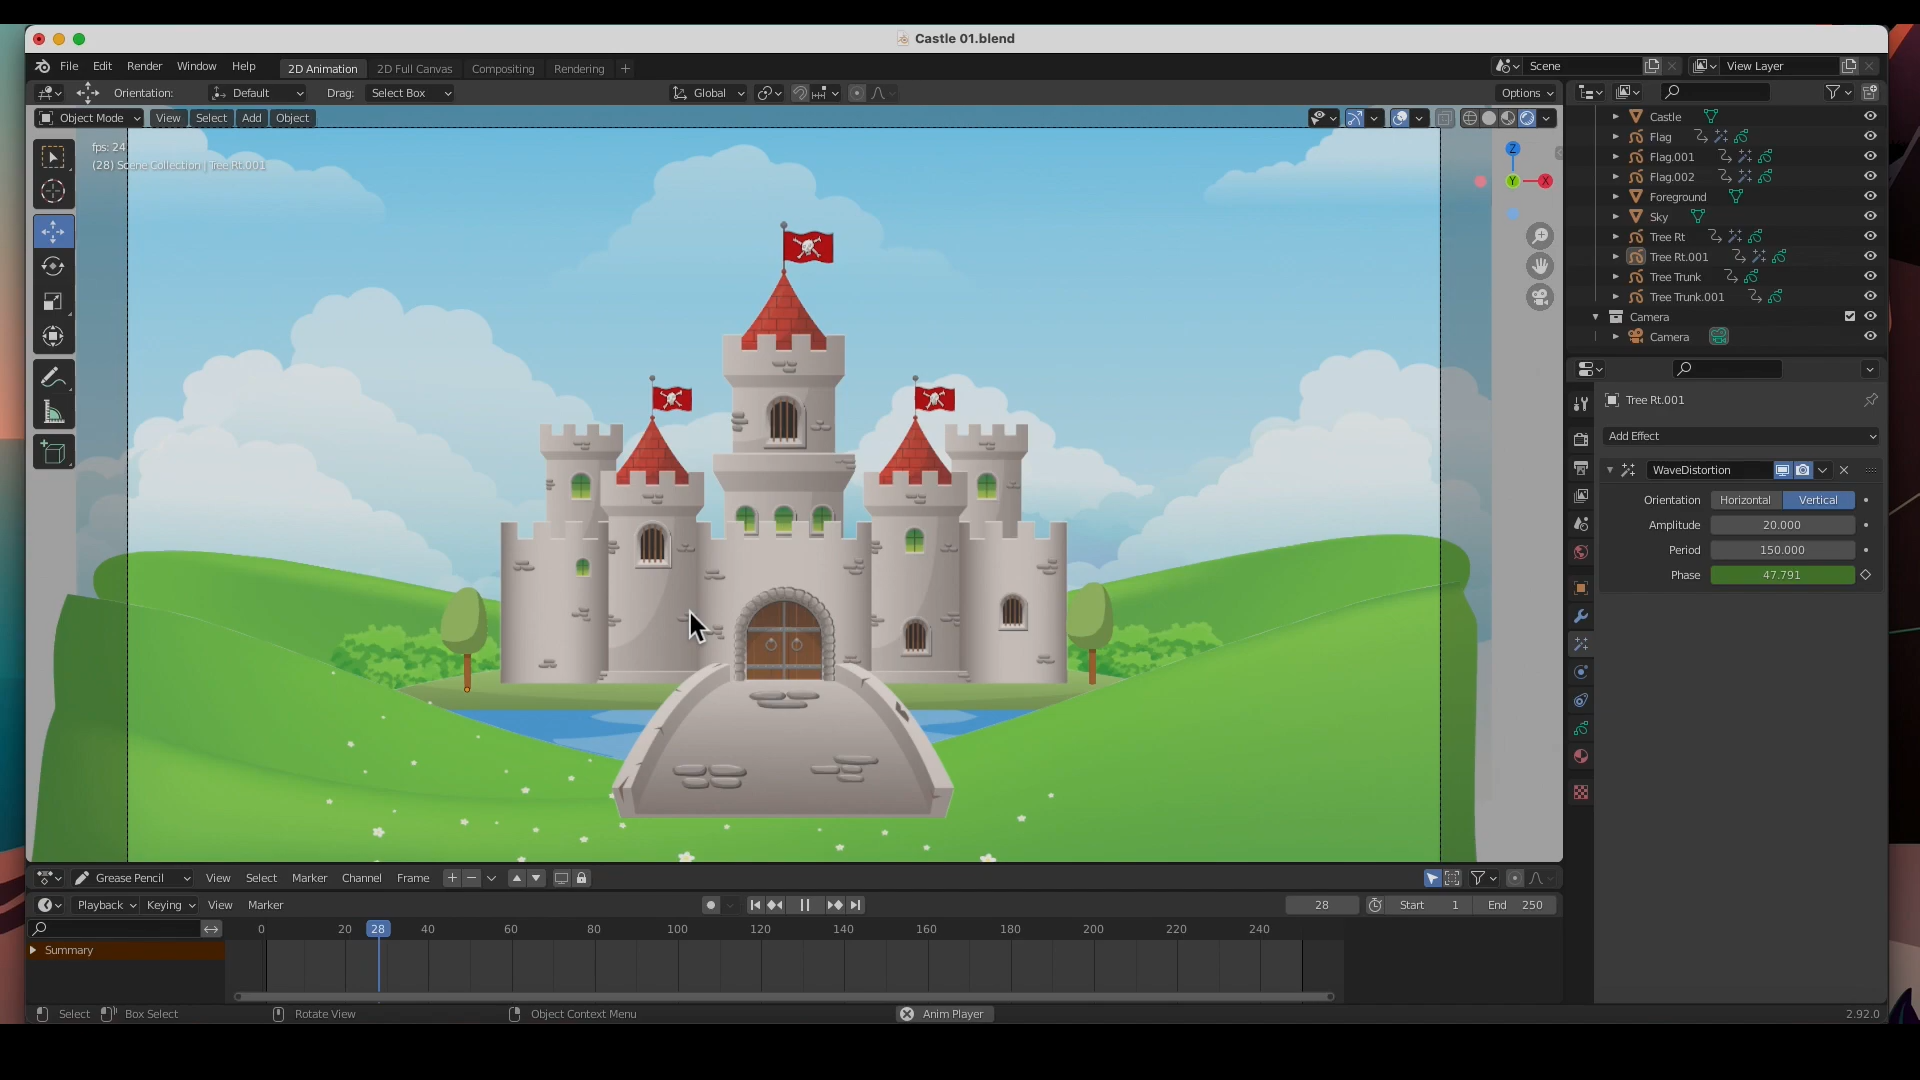 Castle 01.blend
File Edit Render Window Help 2D Animation 2D Full Canvas Compositing Rendering + Scene View Layer
Orientation: Default Drag: Select Box Global Options
Object Mode View Select Add Object
fps: 24
(28) Scene Collection | Tree Rt.001
Z
Y X
Castle
Flag
Flag.001
Flag.002
Foreground
Sky
Tree Rt
Tree Rt.001
Tree Trunk
Tree Trunk.001
Camera
Camera
Tree Rt.001
Add Effect
WaveDistortion
Orientation Horizontal Vertical
Amplitude 20.000
Period 150.000
Phase 47.791
Grease Pencil View Select Marker Channel Frame
Playback Keying View Marker 28 Start 1 End 250
0 20 28 40 60 80 100 120 140 160 180 200 220 240
Summary
Select Box Select Rotate View Object Context Menu Anim Player 2.92.0